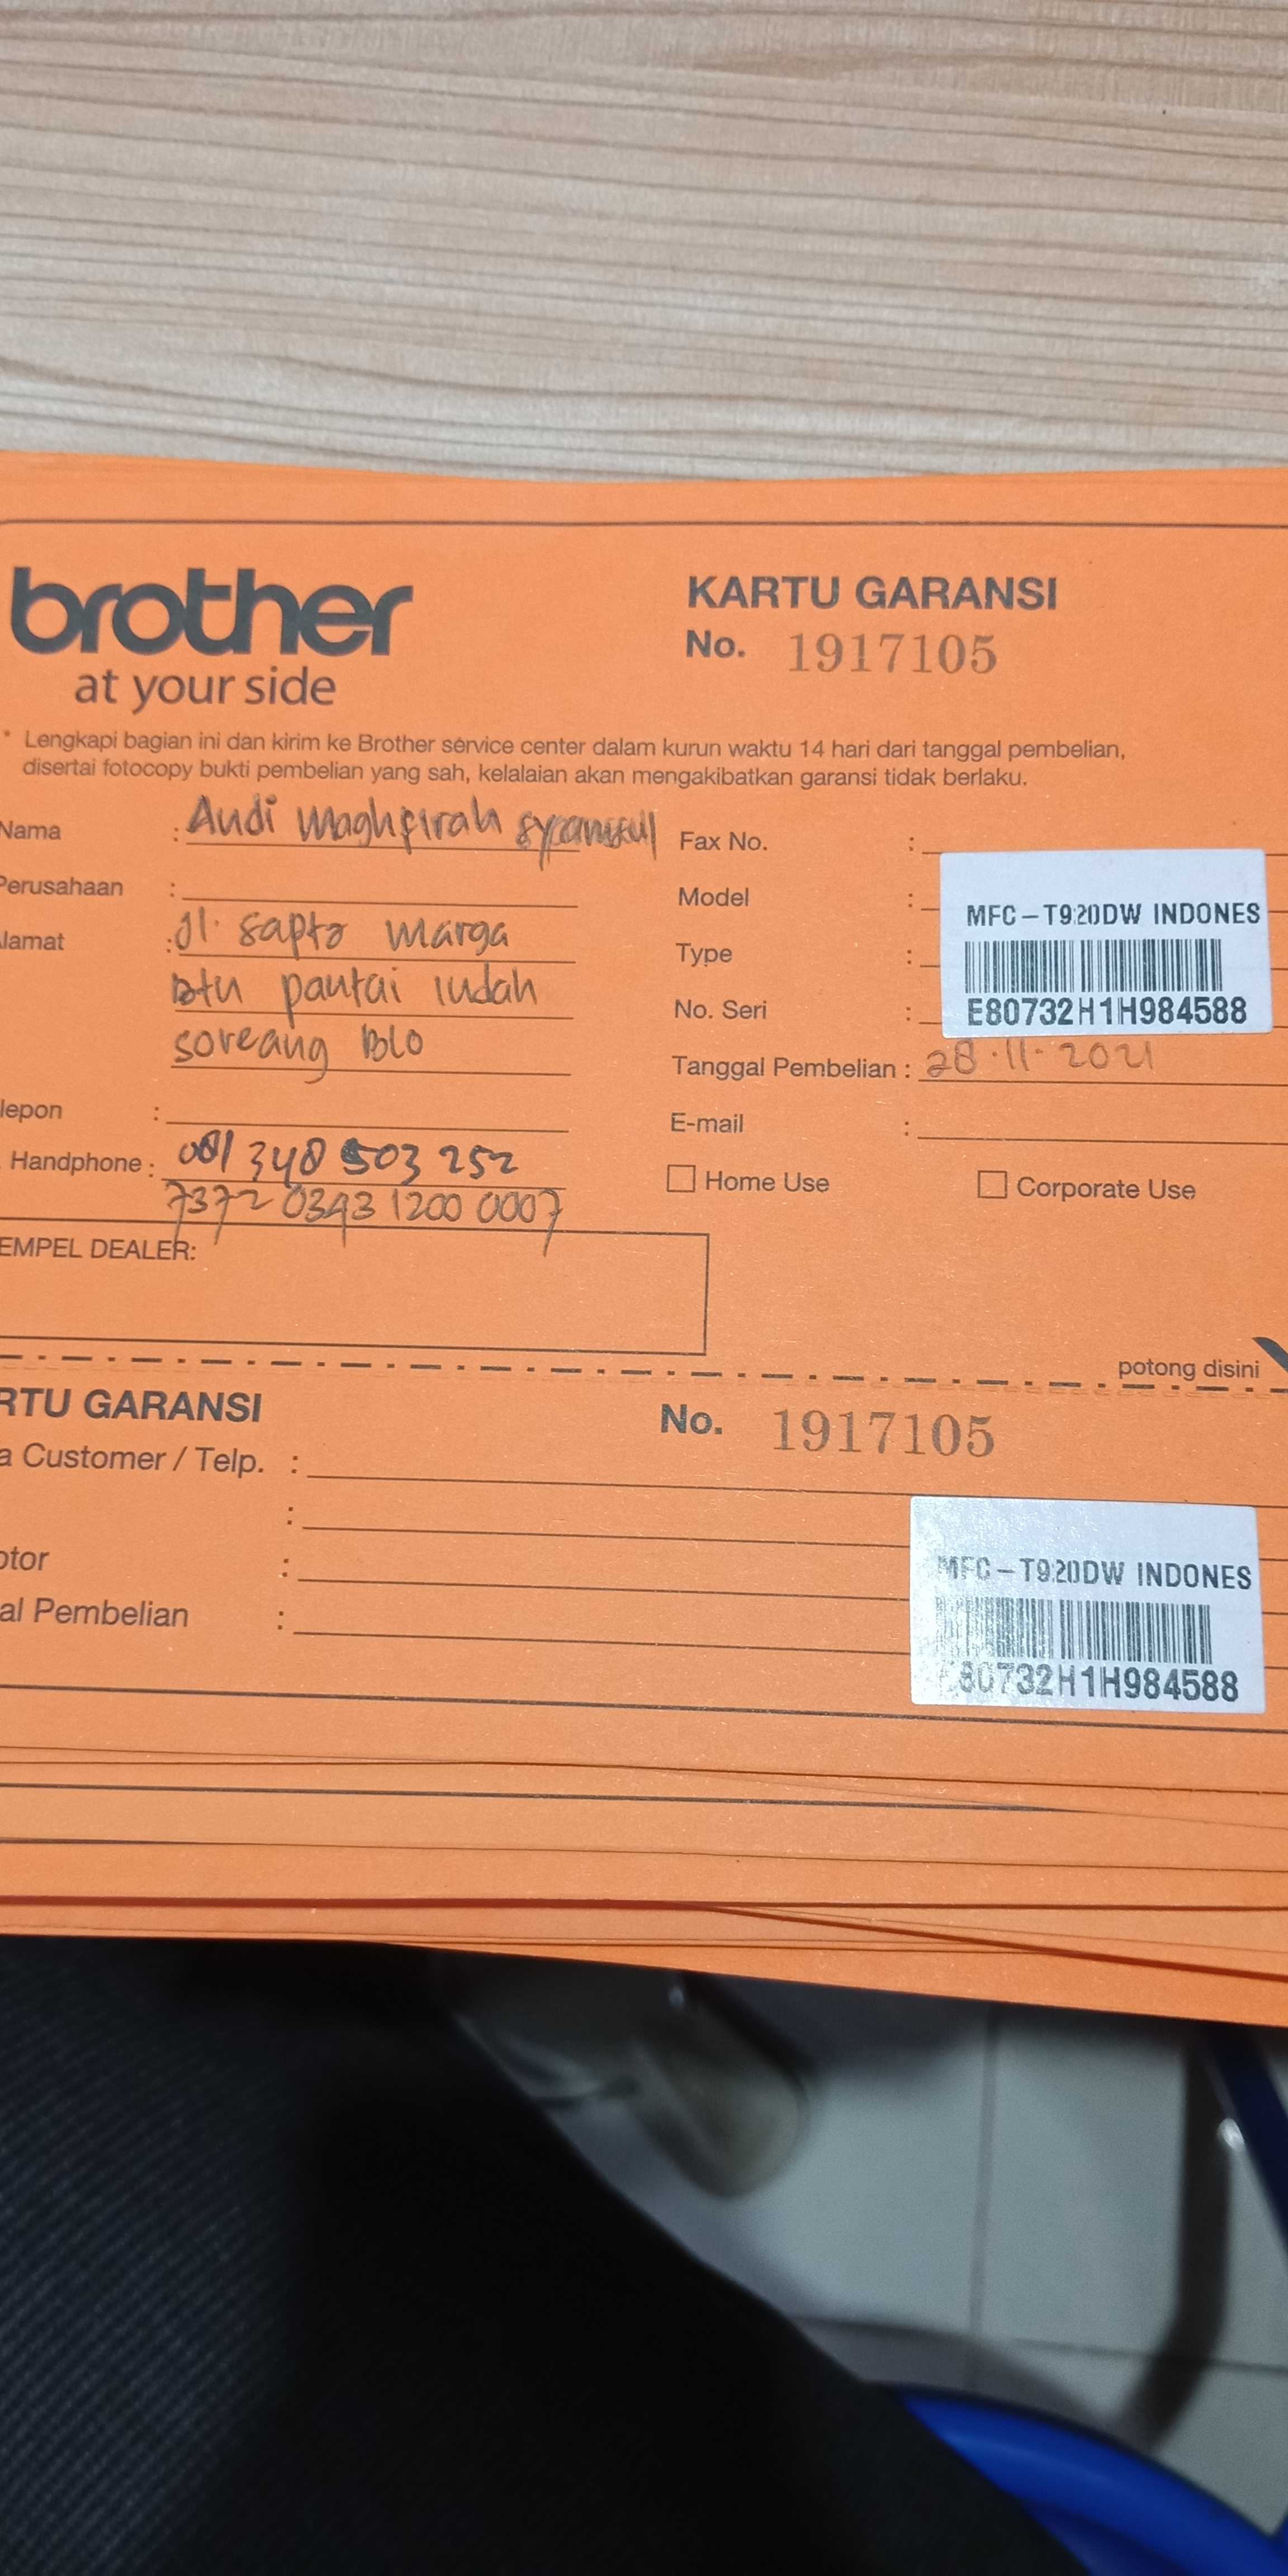 brother
at your side
KARTU GARANSI
No. 1917105
* Lengkapi bagian ini dan kirim ke Brother service center dalam kurun waktu 14 hari dari tanggal pembelian,
disertai fotocopy bukti pembelian yang sah, kelalaian akan mengakibatkan garansi tidak berlaku.
Nama : Audi Maghfirah
Perusahaan :
lamat : Jl. sapta marga
Btn pantai indah
soreang Blo
lepon :
Handphone : 081 348 503 252
7372 0343 1200 0007
Fax No. :
Model :
Type :
No. Seri :
MFC-T920DW INDONES
E80732H1H984588
Tanggal Pembelian : 28.11.2021
E-mail :
Home Use Corporate Use
EMPEL DEALER:
potong disini
RTU GARANSI No. 1917105
a Customer / Telp. :
:
otor :
al Pembelian :
MFC-T920DW INDONES
E80732H1H984588